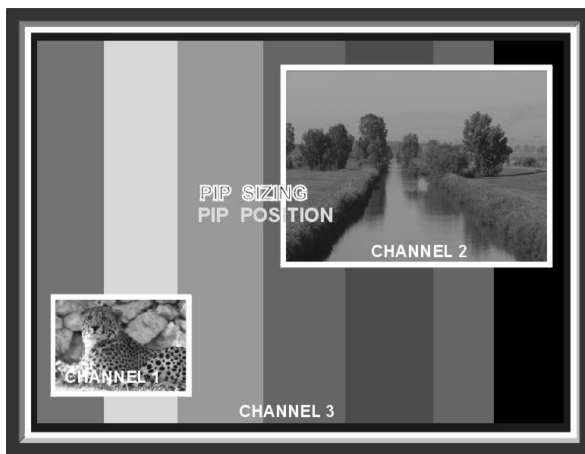 PIP SIZING
PIP POSITION
CHANNEL 2
CHANNEL 1
CHANNEL 3